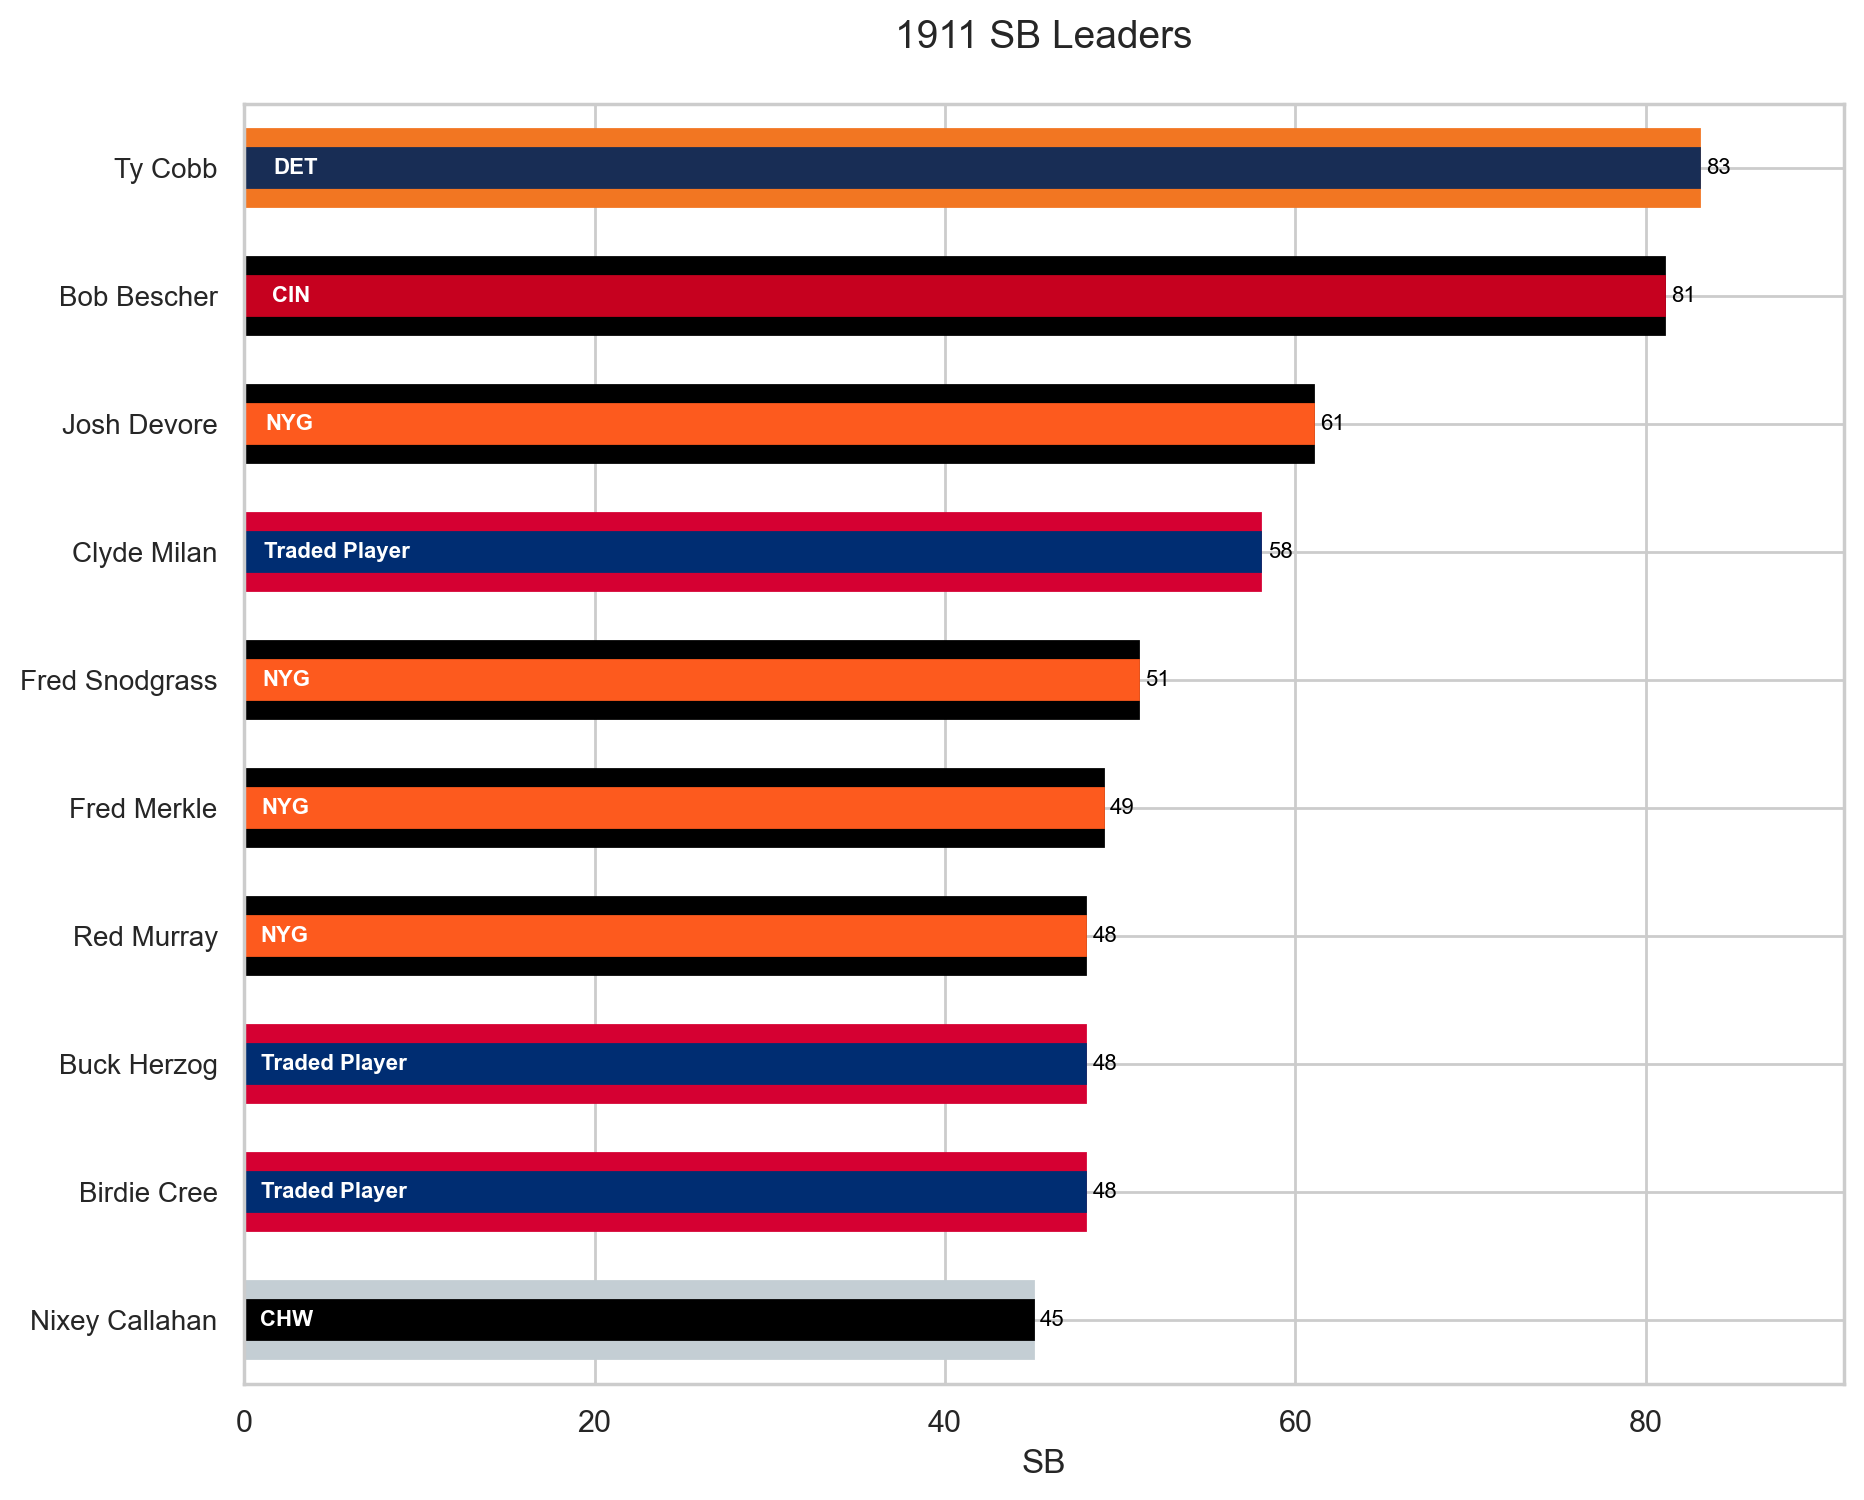 1911 SB Leaders
Ty Cobb DET 83
Bob Bescher CIN 81
Josh Devore NYG 61
Clyde Milan Traded Player 58
Fred Snodgrass NYG 51
Fred Merkle NYG 49
Red Murray NYG 48
Buck Herzog Traded Player 48
Birdie Cree Traded Player 48
Nixey Callahan CHW 45
0 20 40 60 80
SB